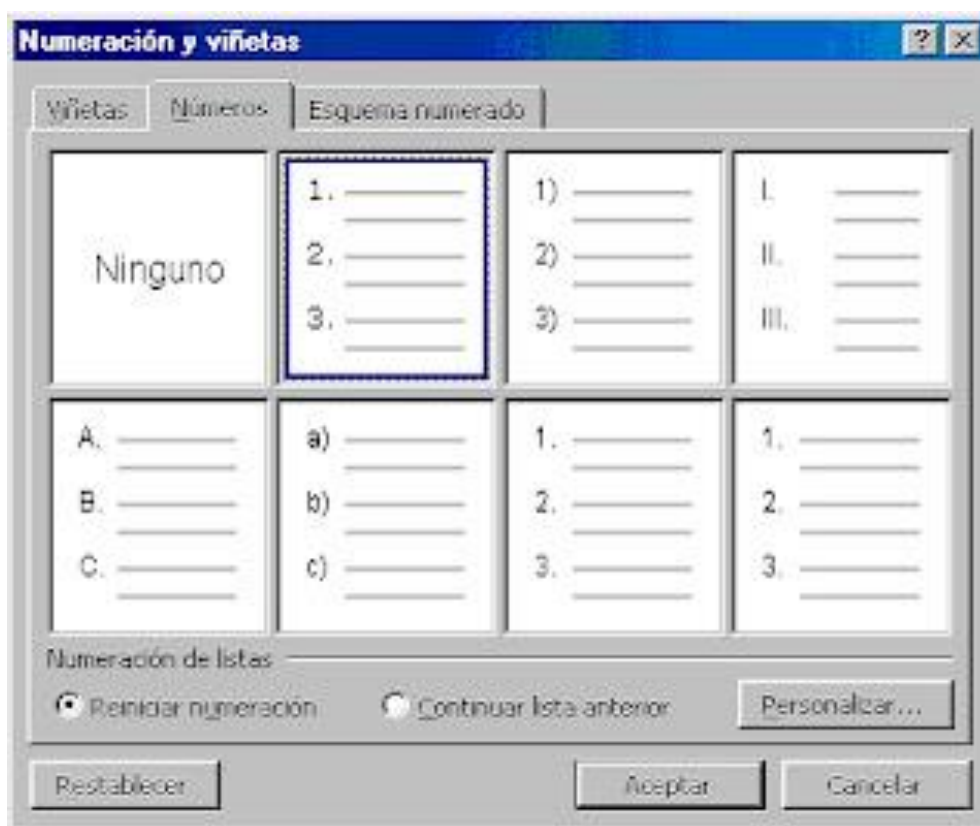 Numeración y viñetas
Viñetas Números Esquema numerado
Ninguno
1.
2.
3.
1)
2)
3)
I.
II.
III.
A.
B.
C.
a)
b)
c)
1.
2.
3.
1.
2.
3.
Numeración de listas
Reiniciar numeración Continuar lista anterior Personalizar...
Restablecer Aceptar Cancelar